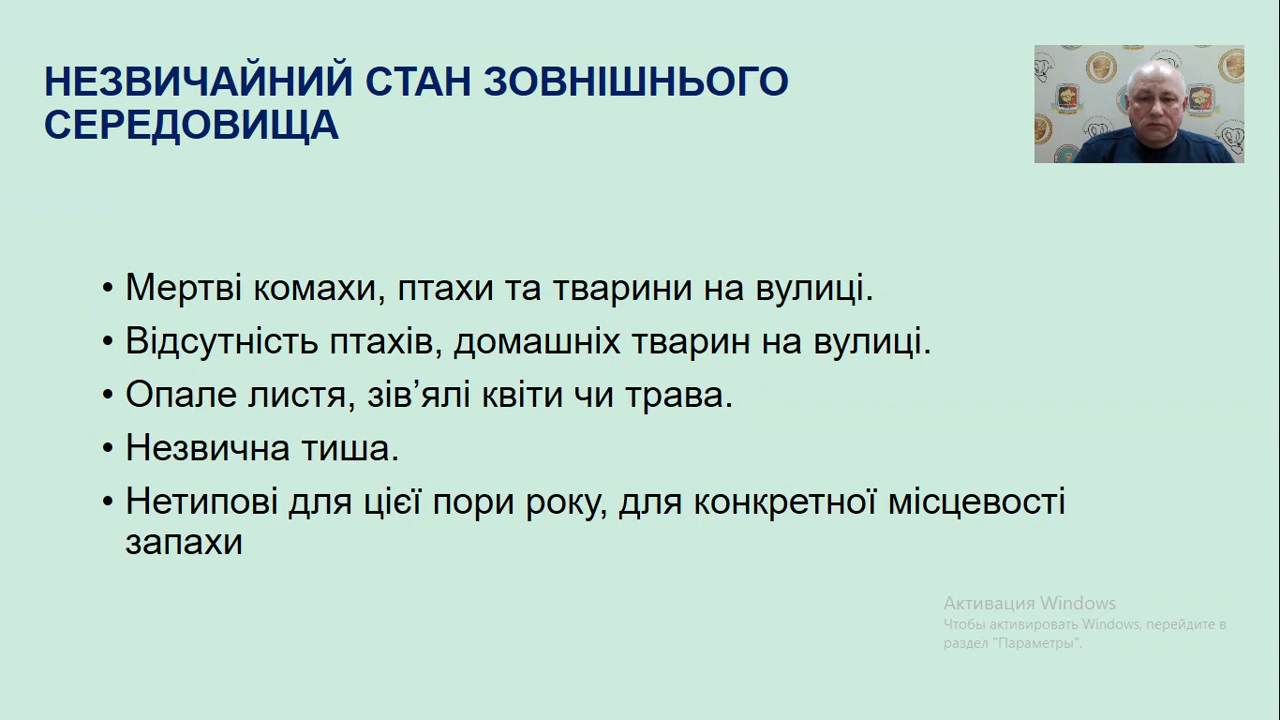 НЕЗВИЧАЙНИЙ СТАН ЗОВНІШНЬОГО
СЕРЕДОВИЩА
• Мертві комахи, птахи та тварини на вулиці.
• Відсутність птахів, домашніх тварин на вулиці.
• Опале листя, зів’ялі квіти чи трава.
• Незвична тиша.
• Нетипові для цієї пори року, для конкретної місцевості
запахи
Активация Windows
Чтобы активировать Windows, перейдите в
раздел "Параметры".